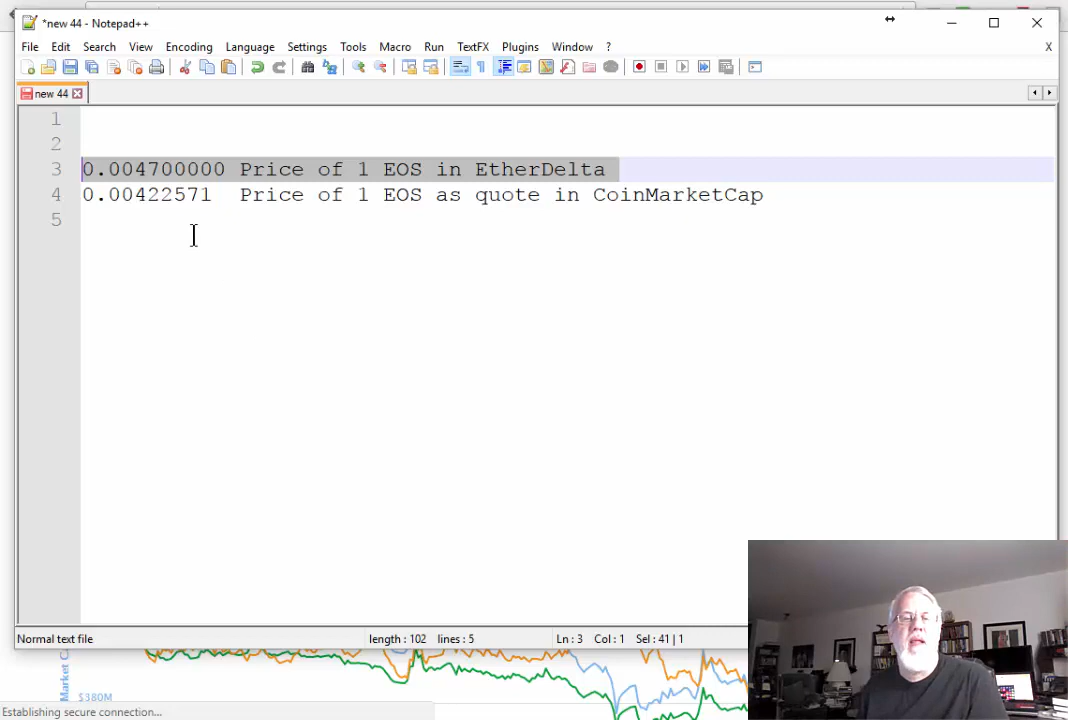 *new 44 - Notepad++
File Edit Search View Encoding Language Settings Tools Macro Run TextFX Plugins Window ? X
new 44
1
2
3 0.004700000 Price of 1 EOS in EtherDelta
4 0.00422571 Price of 1 EOS as quote in CoinMarketCap
5
Normal text file length : 102 lines : 5 Ln : 3 Col : 1 Sel : 41 | 1
Market Ca
$380M
Establishing secure connection...